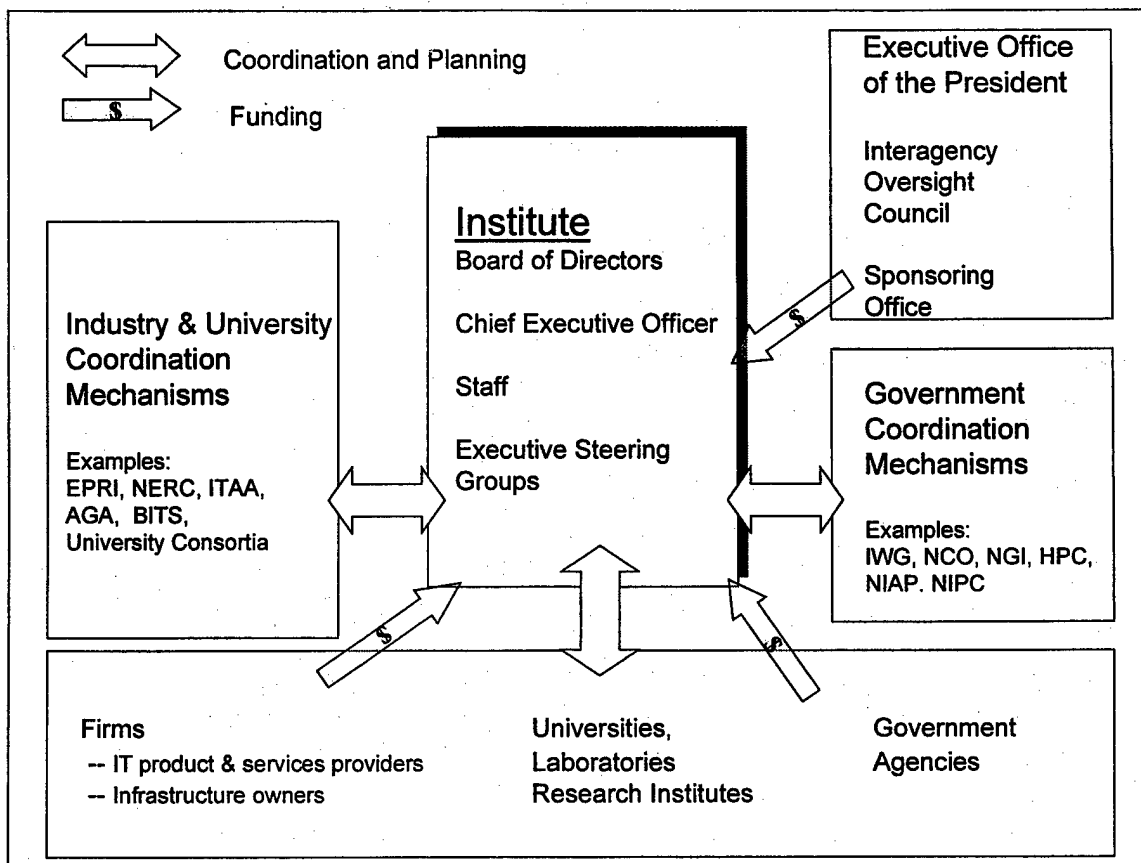 Coordination and Planning
$
Funding
Executive Office
of the President
Interagency
Oversight
Council
Sponsoring
Office
$
Institute
Board of Directors
Chief Executive Officer
Staff
Executive Steering
Groups
Industry & University
Coordination
Mechanisms
Examples:
EPRI, NERC, ITAA,
AGA, BITS,
University Consortia
Government
Coordination
Mechanisms
Examples:
IWG, NCO, NGI, HPC,
NIAP. NIPC
$
$
Firms
-- IT product & services providers
-- Infrastructure owners
Universities,
Laboratories
Research Institutes
Government
Agencies